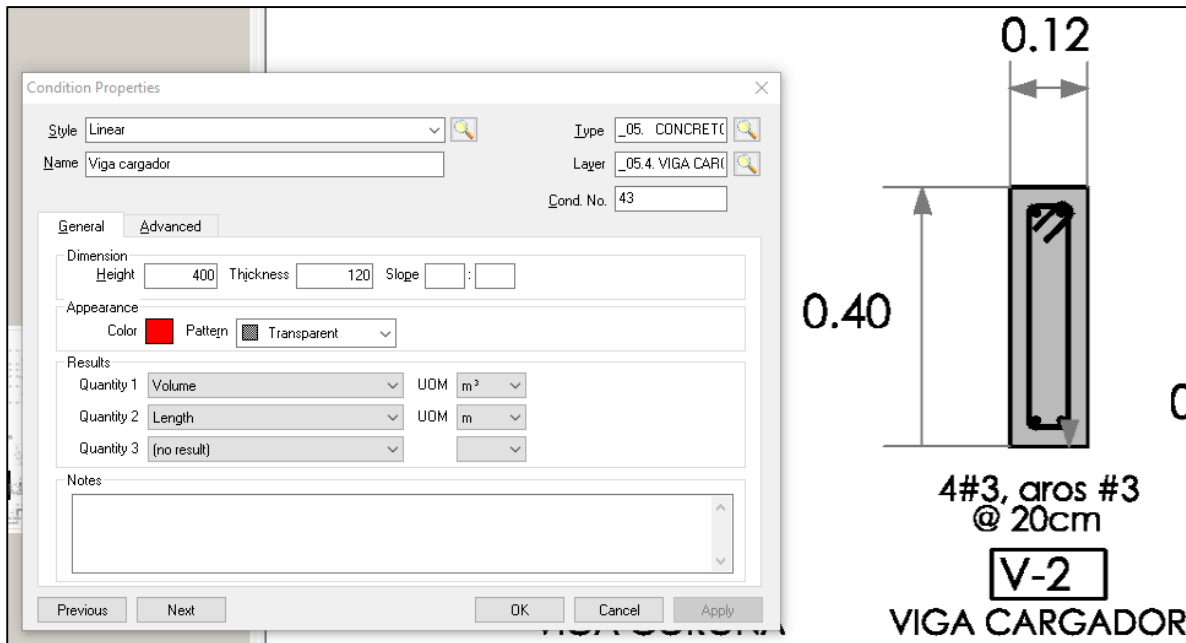 Condition Properties
Style Linear
Type _05. CONCRETO
Name Viga cargador
Layer _05.4. VIGA CAR
Cond. No. 43
General Advanced
Dimension
Height 400 Thickness 120 Slope :
Appearance
Color Pattern Transparent
Results
Quantity 1 Volume UOM m³
Quantity 2 Length UOM m
Quantity 3 (no result)
Notes
Previous Next OK Cancel Apply
0.12
0.40
4#3, aros #3
@ 20cm
V-2
VIGA CARGADOR